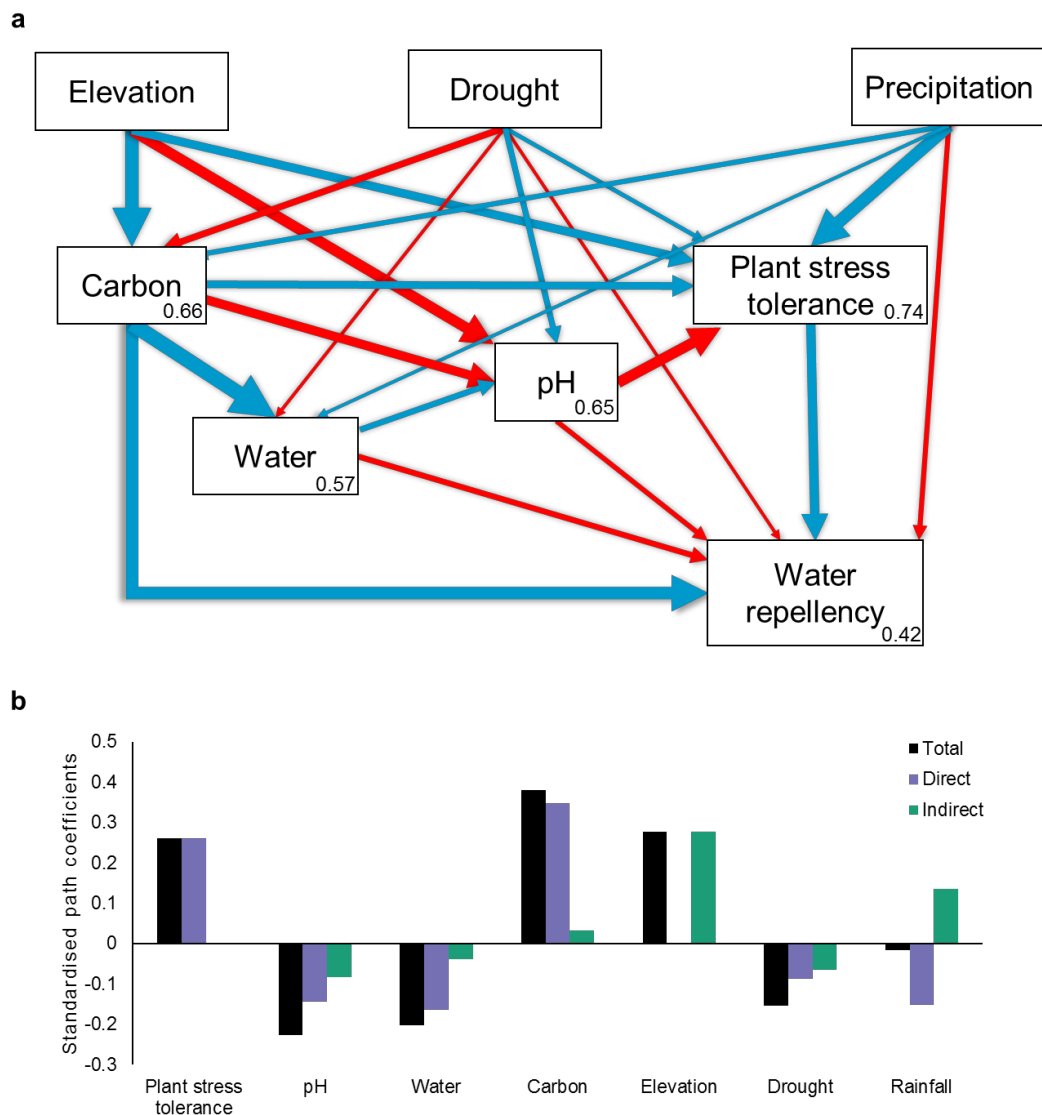 a
Elevation
Drought
Precipitation
Carbon
0.66
Plant stress
tolerance
0.74
pH
0.65
Water
0.57
Water
repellency
0.42
b
Standardised path coefficients
0.5
0.4
0.3
0.2
0.1
0
-0.1
-0.2
-0.3
Total
Direct
Indirect
Plant stress
tolerance
pH
Water
Carbon
Elevation
Drought
Rainfall